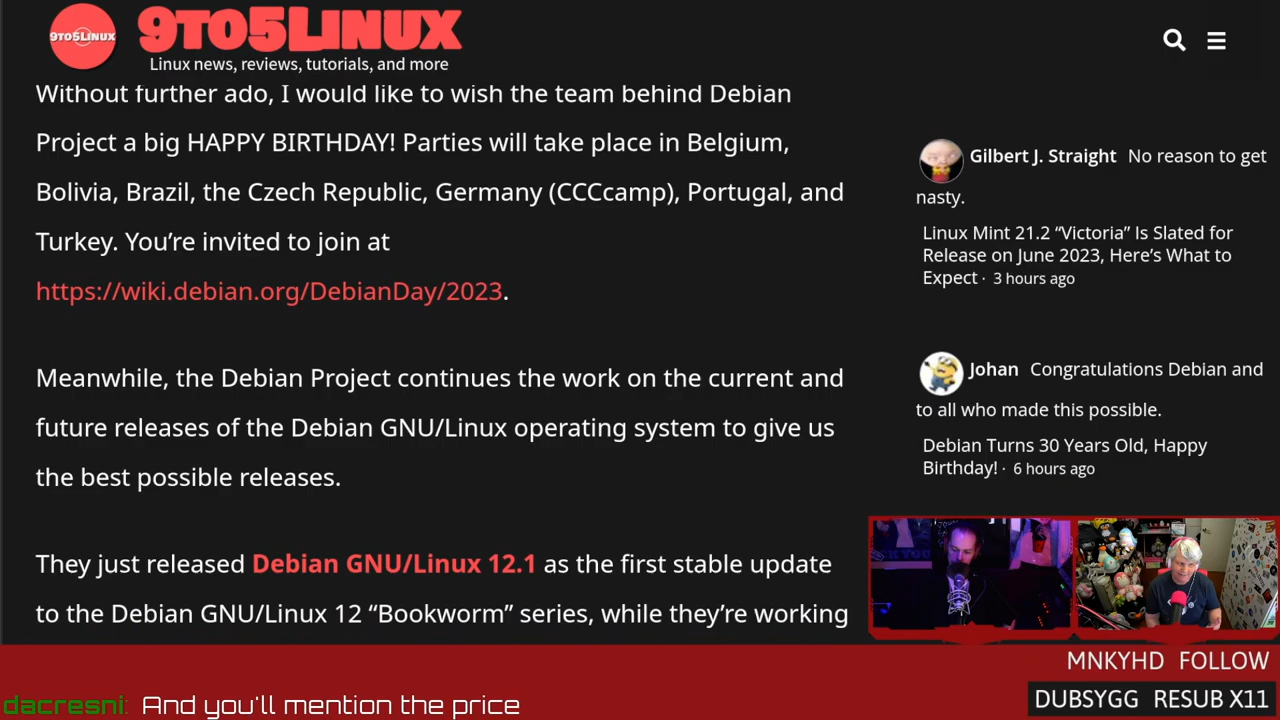 9TO5LINUX
9TO5LINUX
Linux news, reviews, tutorials, and more
Without further ado, I would like to wish the team behind Debian
Project a big HAPPY BIRTHDAY! Parties will take place in Belgium,
Bolivia, Brazil, the Czech Republic, Germany (CCCcamp), Portugal, and
Turkey. You’re invited to join at
https://wiki.debian.org/DebianDay/2023.
Meanwhile, the Debian Project continues the work on the current and
future releases of the Debian GNU/Linux operating system to give us
the best possible releases.
They just released Debian GNU/Linux 12.1 as the first stable update
to the Debian GNU/Linux 12 “Bookworm” series, while they’re working
Gilbert J. Straight No reason to get
nasty.
Linux Mint 21.2 “Victoria” Is Slated for
Release on June 2023, Here’s What to
Expect · 3 hours ago
Johan Congratulations Debian and
to all who made this possible.
Debian Turns 30 Years Old, Happy
Birthday! · 6 hours ago
MNKYHD FOLLOW
DUBSYGG RESUB X11
dacresni: And you'll mention the price